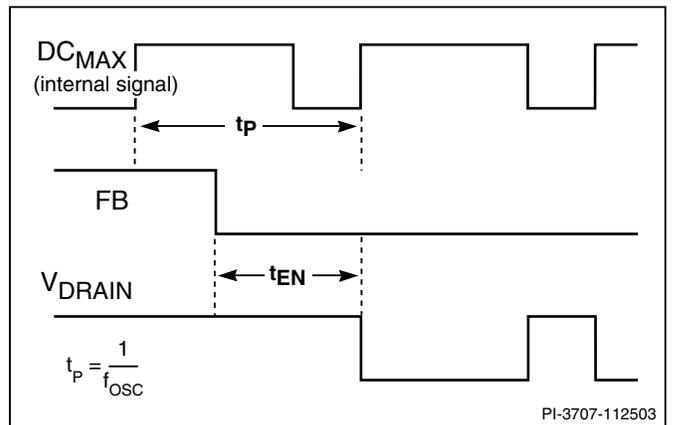 DCMAX
(internal signal)
tP
FB
tEN
VDRAIN
tP = 1/fOSC
PI-3707-112503